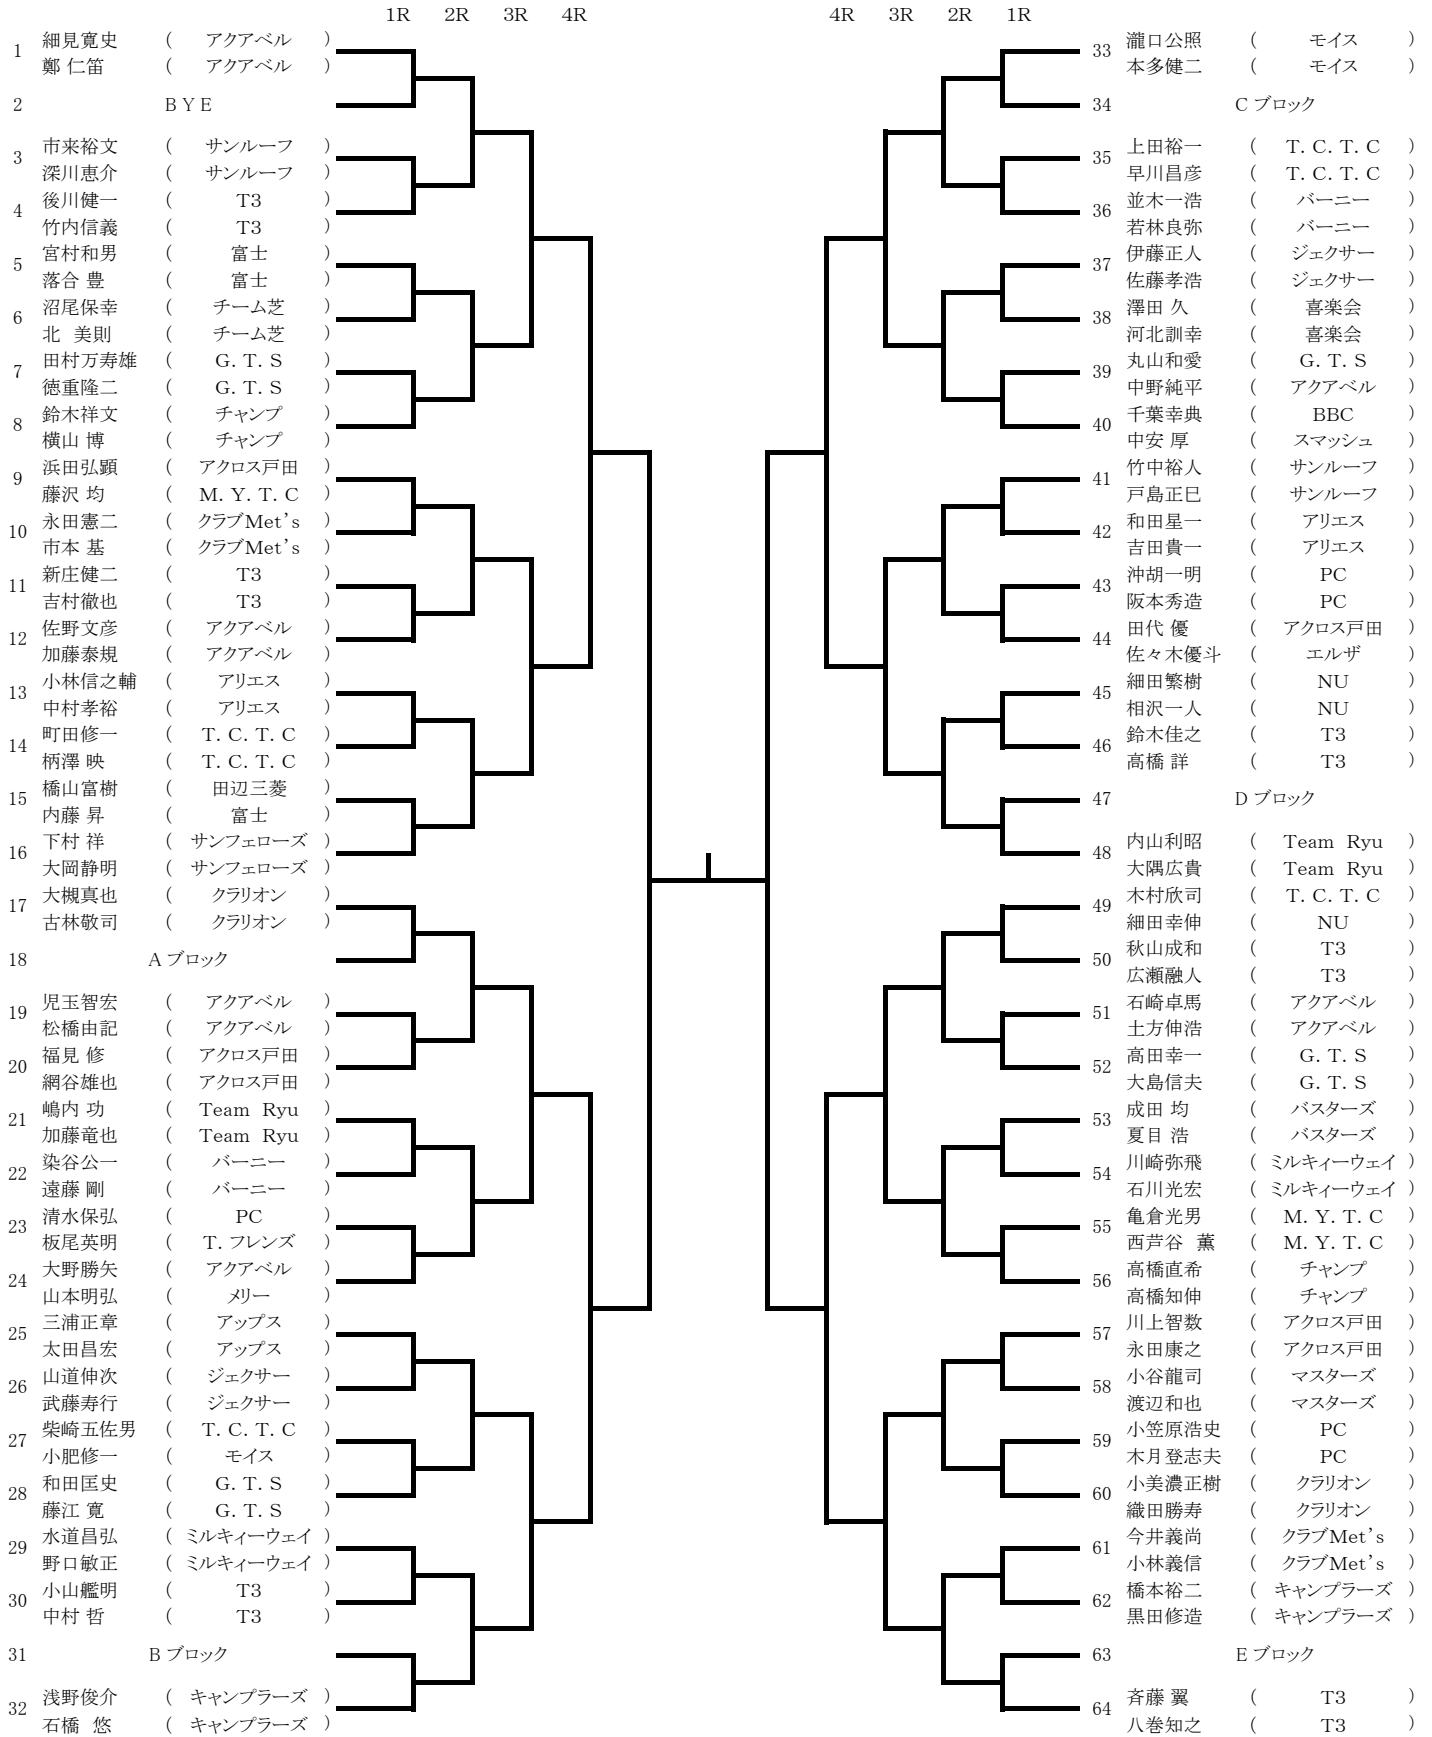 1R 2R 3R 4R
4R 3R 2R 1R
1
細見寛史 ( アクアベル )
鄭 仁笛 ( アクアベル )
2 BYE
3
市来裕文 ( サンルーフ )
深川恵介 ( サンルーフ )
4
後川健一 ( T3 )
竹内信義 ( T3 )
5
宮村和男 ( 富士 )
落合 豊 ( 富士 )
6
沼尾保幸 ( チーム芝 )
北 美則 ( チーム芝 )
7
田村万寿雄 ( G.T.S )
徳重隆二 ( G.T.S )
8
鈴木祥文 ( チャンプ )
横山 博 ( チャンプ )
9
浜田弘顕 ( アクロス戸田 )
藤沢 均 ( M.Y.T.C )
10
永田憲二 ( クラブMet's )
市本 基 ( クラブMet's )
11
新庄健二 ( T3 )
吉村徹也 ( T3 )
12
佐野文彦 ( アクアベル )
加藤泰規 ( アクアベル )
13
小林信之輔 ( アリエス )
中村孝裕 ( アリエス )
14
町田修一 ( T.C.T.C )
柄澤 映 ( T.C.T.C )
15
橋山富樹 ( 田辺三菱 )
内藤 昇 ( 富士 )
16
下村 祥 ( サンフェローズ )
大岡静明 ( サンフェローズ )
17
大槻真也 ( クラリオン )
古林敬司 ( クラリオン )
18 Aブロック
19
児玉智宏 ( アクアベル )
松橋由記 ( アクアベル )
20
福見 修 ( アクロス戸田 )
網谷雄也 ( アクロス戸田 )
21
嶋内 功 ( Team Ryu )
加藤竜也 ( Team Ryu )
22
染谷公一 ( バーニー )
遠藤 剛 ( バーニー )
23
清水保弘 ( PC )
板尾英明 ( T.フレンズ )
24
大野勝矢 ( アクアベル )
山本明弘 ( メリー )
25
三浦正章 ( アップス )
太田昌宏 ( アップス )
26
山道伸次 ( ジェクサー )
武藤寿行 ( ジェクサー )
27
柴崎五佐男 ( T.C.T.C )
小肥修一 ( モイス )
28
和田匡史 ( G.T.S )
藤江 寛 ( G.T.S )
29
水道昌弘 ( ミルキィーウェイ )
野口敏正 ( ミルキィーウェイ )
30
小山艦明 ( T3 )
中村 哲 ( T3 )
31 Bブロック
32
浅野俊介 ( キャンプラーズ )
石橋 悠 ( キャンプラーズ )
33
瀧口公照 ( モイス )
本多健二 ( モイス )
34 Cブロック
35
上田裕一 ( T.C.T.C )
早川昌彦 ( T.C.T.C )
36
並木一浩 ( バーニー )
若林良弥 ( バーニー )
37
伊藤正人 ( ジェクサー )
佐藤孝浩 ( ジェクサー )
38
澤田 久 ( 喜楽会 )
河北訓幸 ( 喜楽会 )
39
丸山和愛 ( G.T.S )
中野純平 ( アクアベル )
40
千葉幸典 ( BBC )
中安 厚 ( スマッシュ )
41
竹中裕人 ( サンルーフ )
戸島正巳 ( サンルーフ )
42
和田星一 ( アリエス )
吉田貴一 ( アリエス )
43
沖胡一明 ( PC )
阪本秀造 ( PC )
44
田代 優 ( アクロス戸田 )
佐々木優斗 ( エルザ )
45
細田繁樹 ( NU )
相沢一人 ( NU )
46
鈴木佳之 ( T3 )
高橋 詳 ( T3 )
47 Dブロック
48
内山利昭 ( Team Ryu )
大隅広貴 ( Team Ryu )
49
木村欣司 ( T.C.T.C )
細田幸伸 ( NU )
50
秋山成和 ( T3 )
広瀬融人 ( T3 )
51
石崎卓馬 ( アクアベル )
土方伸浩 ( アクアベル )
52
高田幸一 ( G.T.S )
大島信夫 ( G.T.S )
53
成田 均 ( バスターズ )
夏目 浩 ( バスターズ )
54
川崎弥飛 ( ミルキィーウェイ )
石川光宏 ( ミルキィーウェイ )
55
亀倉光男 ( M.Y.T.C )
西芦谷 薫 ( M.Y.T.C )
56
高橋直希 ( チャンプ )
高橋知伸 ( チャンプ )
57
川上智数 ( アクロス戸田 )
永田康之 ( アクロス戸田 )
58
小谷龍司 ( マスターズ )
渡辺和也 ( マスターズ )
59
小笠原浩史 ( PC )
木月登志夫 ( PC )
60
小美濃正樹 ( クラリオン )
織田勝寿 ( クラリオン )
61
今井義尚 ( クラブMet's )
小林義信 ( クラブMet's )
62
橋本裕二 ( キャンプラーズ )
黒田修造 ( キャンプラーズ )
63 Eブロック
64
斉藤 翼 ( T3 )
八巻知之 ( T3 )